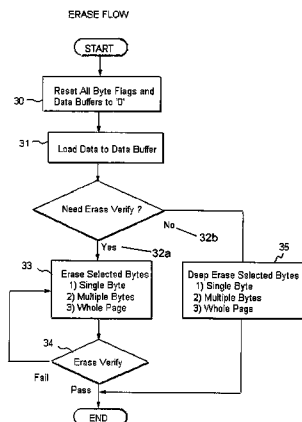 ERASE FLOW
START
Reset All Byte Flags and
Data Buffers to '0'
30
31
Load Data to Data Buffer
Need Erase Verify ?
No
32b
Yes
32a
35
33
Erase Selected Bytes
1) Single Byte
2) Multiple Bytes
3) Whole Page
Deep Erase Selected Bytes
1) Single Byte
2) Multiple Bytes
3) Whole Page
34
Erase Verify
Fail
Pass
END